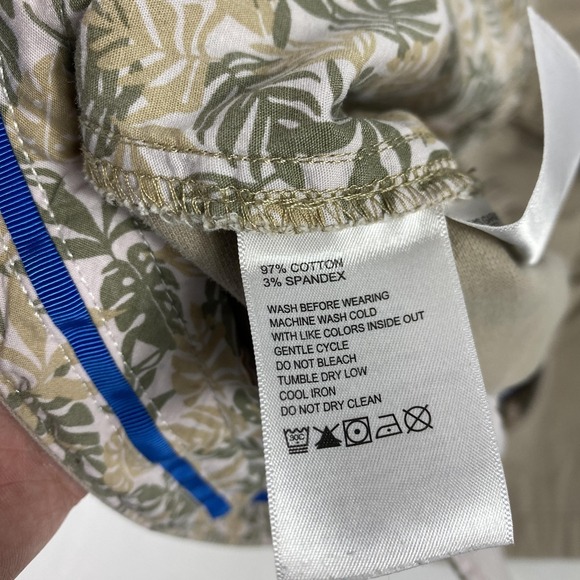 97% COTTON
3% SPANDEX
WASH BEFORE WEARING
MACHINE WASH COLD
WITH LIKE COLORS INSIDE OUT
GENTLE CYCLE
DO NOT BLEACH
TUMBLE DRY LOW
COOL IRON
DO NOT DRY CLEAN
30C